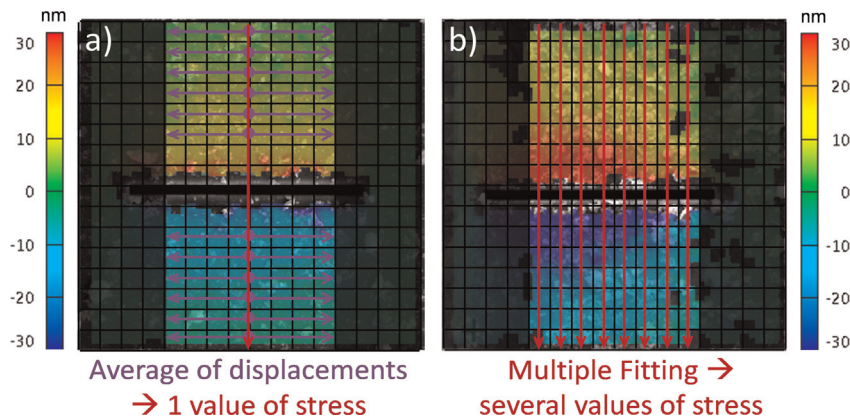 nm
30
20
10
0
-10
-20
-30
a)
b)
nm
30
20
10
0
-10
-20
-30
Average of displacements
→ 1 value of stress
Multiple Fitting →
several values of stress